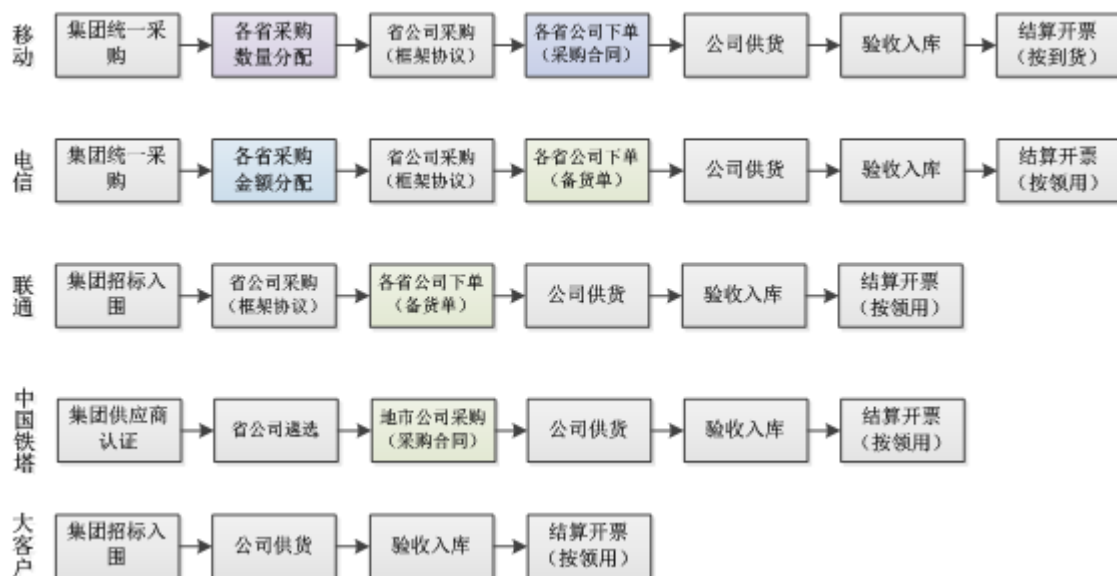 移动
集团统一采
购
各省采购
数量分配
省公司采购
（框架协议）
各省公司下单
（采购合同）
公司供货
验收入库
结算开票
（按到货）
电信
集团统一采
购
各省采购
金额分配
省公司采购
（框架协议）
各省公司下单
（备货单）
公司供货
验收入库
结算开票
（按领用）
联通
集团招标入
围
省公司采购
（框架协议）
各省公司下单
（备货单）
公司供货
验收入库
结算开票
（按领用）
中国铁塔
集团供应商
认证
省公司遴选
地市公司采购
（采购合同）
公司供货
验收入库
结算开票
（按领用）
大客户
集团招标入
围
公司供货
验收入库
结算开票
（按领用）